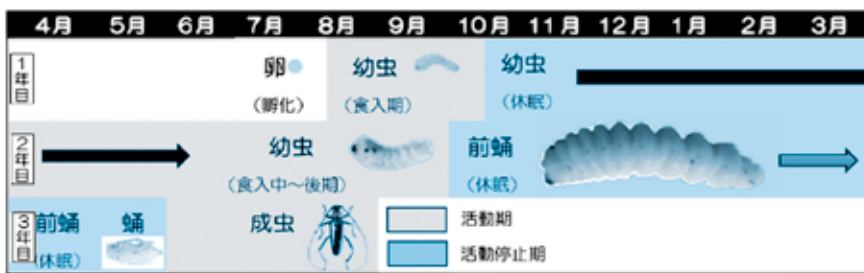 4月 5月 6月 7月 8月 9月 10月 11月 12月 1月 2月 3月
1年目
卵
(孵化)
幼虫
(食入期)
幼虫
(休眠)
2年目
幼虫
(食入中〜後期)
前蛹
(休眠)
3年目
前蛹
(休眠)
蛹
成虫
活動期
活動停止期